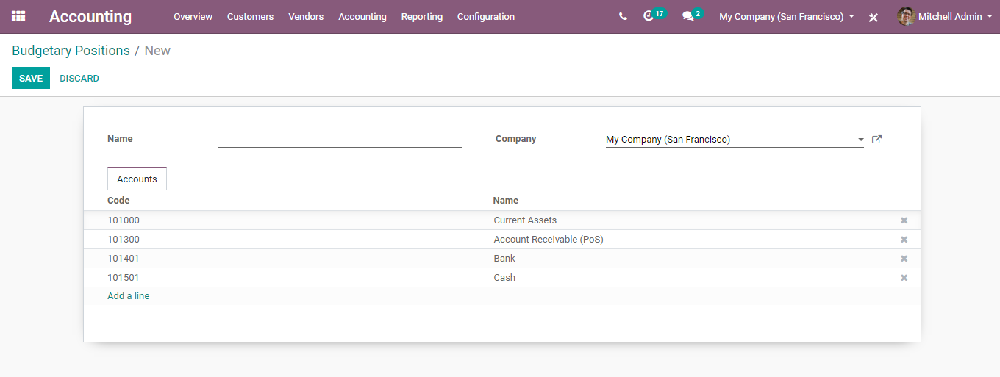 Accounting Overview Customers Vendors Accounting Reporting Configuration 17 2 My Company (San Francisco) Mitchell Admin
Budgetary Positions / New
SAVE DISCARD
Name Company My Company (San Francisco)
Accounts
Code Name
101000 Current Assets
101300 Account Receivable (PoS)
101401 Bank
101501 Cash
Add a line